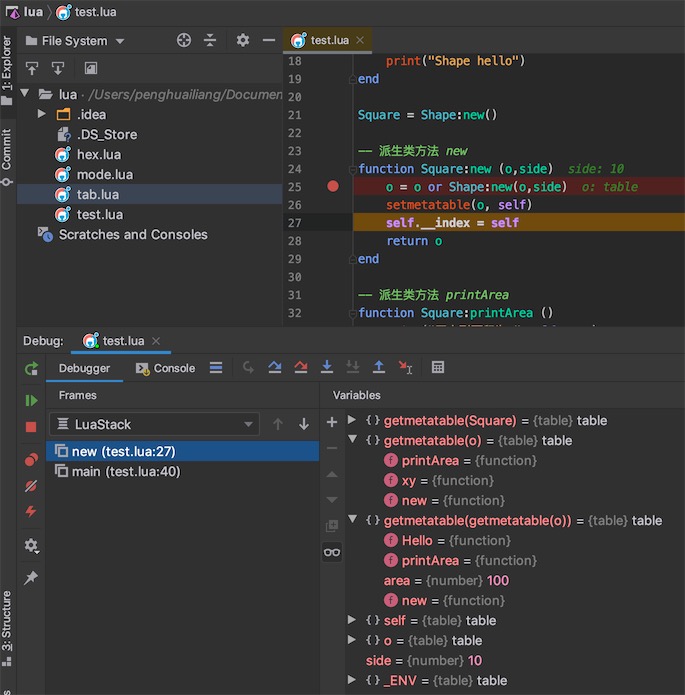 lua test.lua
1: Explorer
Commit
3: Structure
File System
lua /Users/penghuailiang/Documen
.idea
.DS_Store
hex.lua
mode.lua
tab.lua
test.lua
Scratches and Consoles
test.lua ×
18 print("Shape hello")
19 end
20
21 Square = Shape:new()
22
23 -- 派生类方法 new
24 function Square:new (o,side) side: 10
25 o = o or Shape:new(o,side) o: table
26 setmetatable(o, self)
27 self.__index = self
28 return o
29 end
30
31 -- 派生类方法 printArea
32 function Square:printArea ()
Debug: test.lua ×
Debugger Console
Frames
LuaStack
new (test.lua:27)
main (test.lua:40)
Variables
{} getmetatable(Square) = {table} table
{} getmetatable(o) = {table} table
f printArea = {function}
f xy = {function}
f new = {function}
{} getmetatable(getmetatable(o)) = {table} table
f Hello = {function}
f printArea = {function}
area = {number} 100
f new = {function}
{} self = {table} table
{} o = {table} table
side = {number} 10
{} _ENV = {table} table